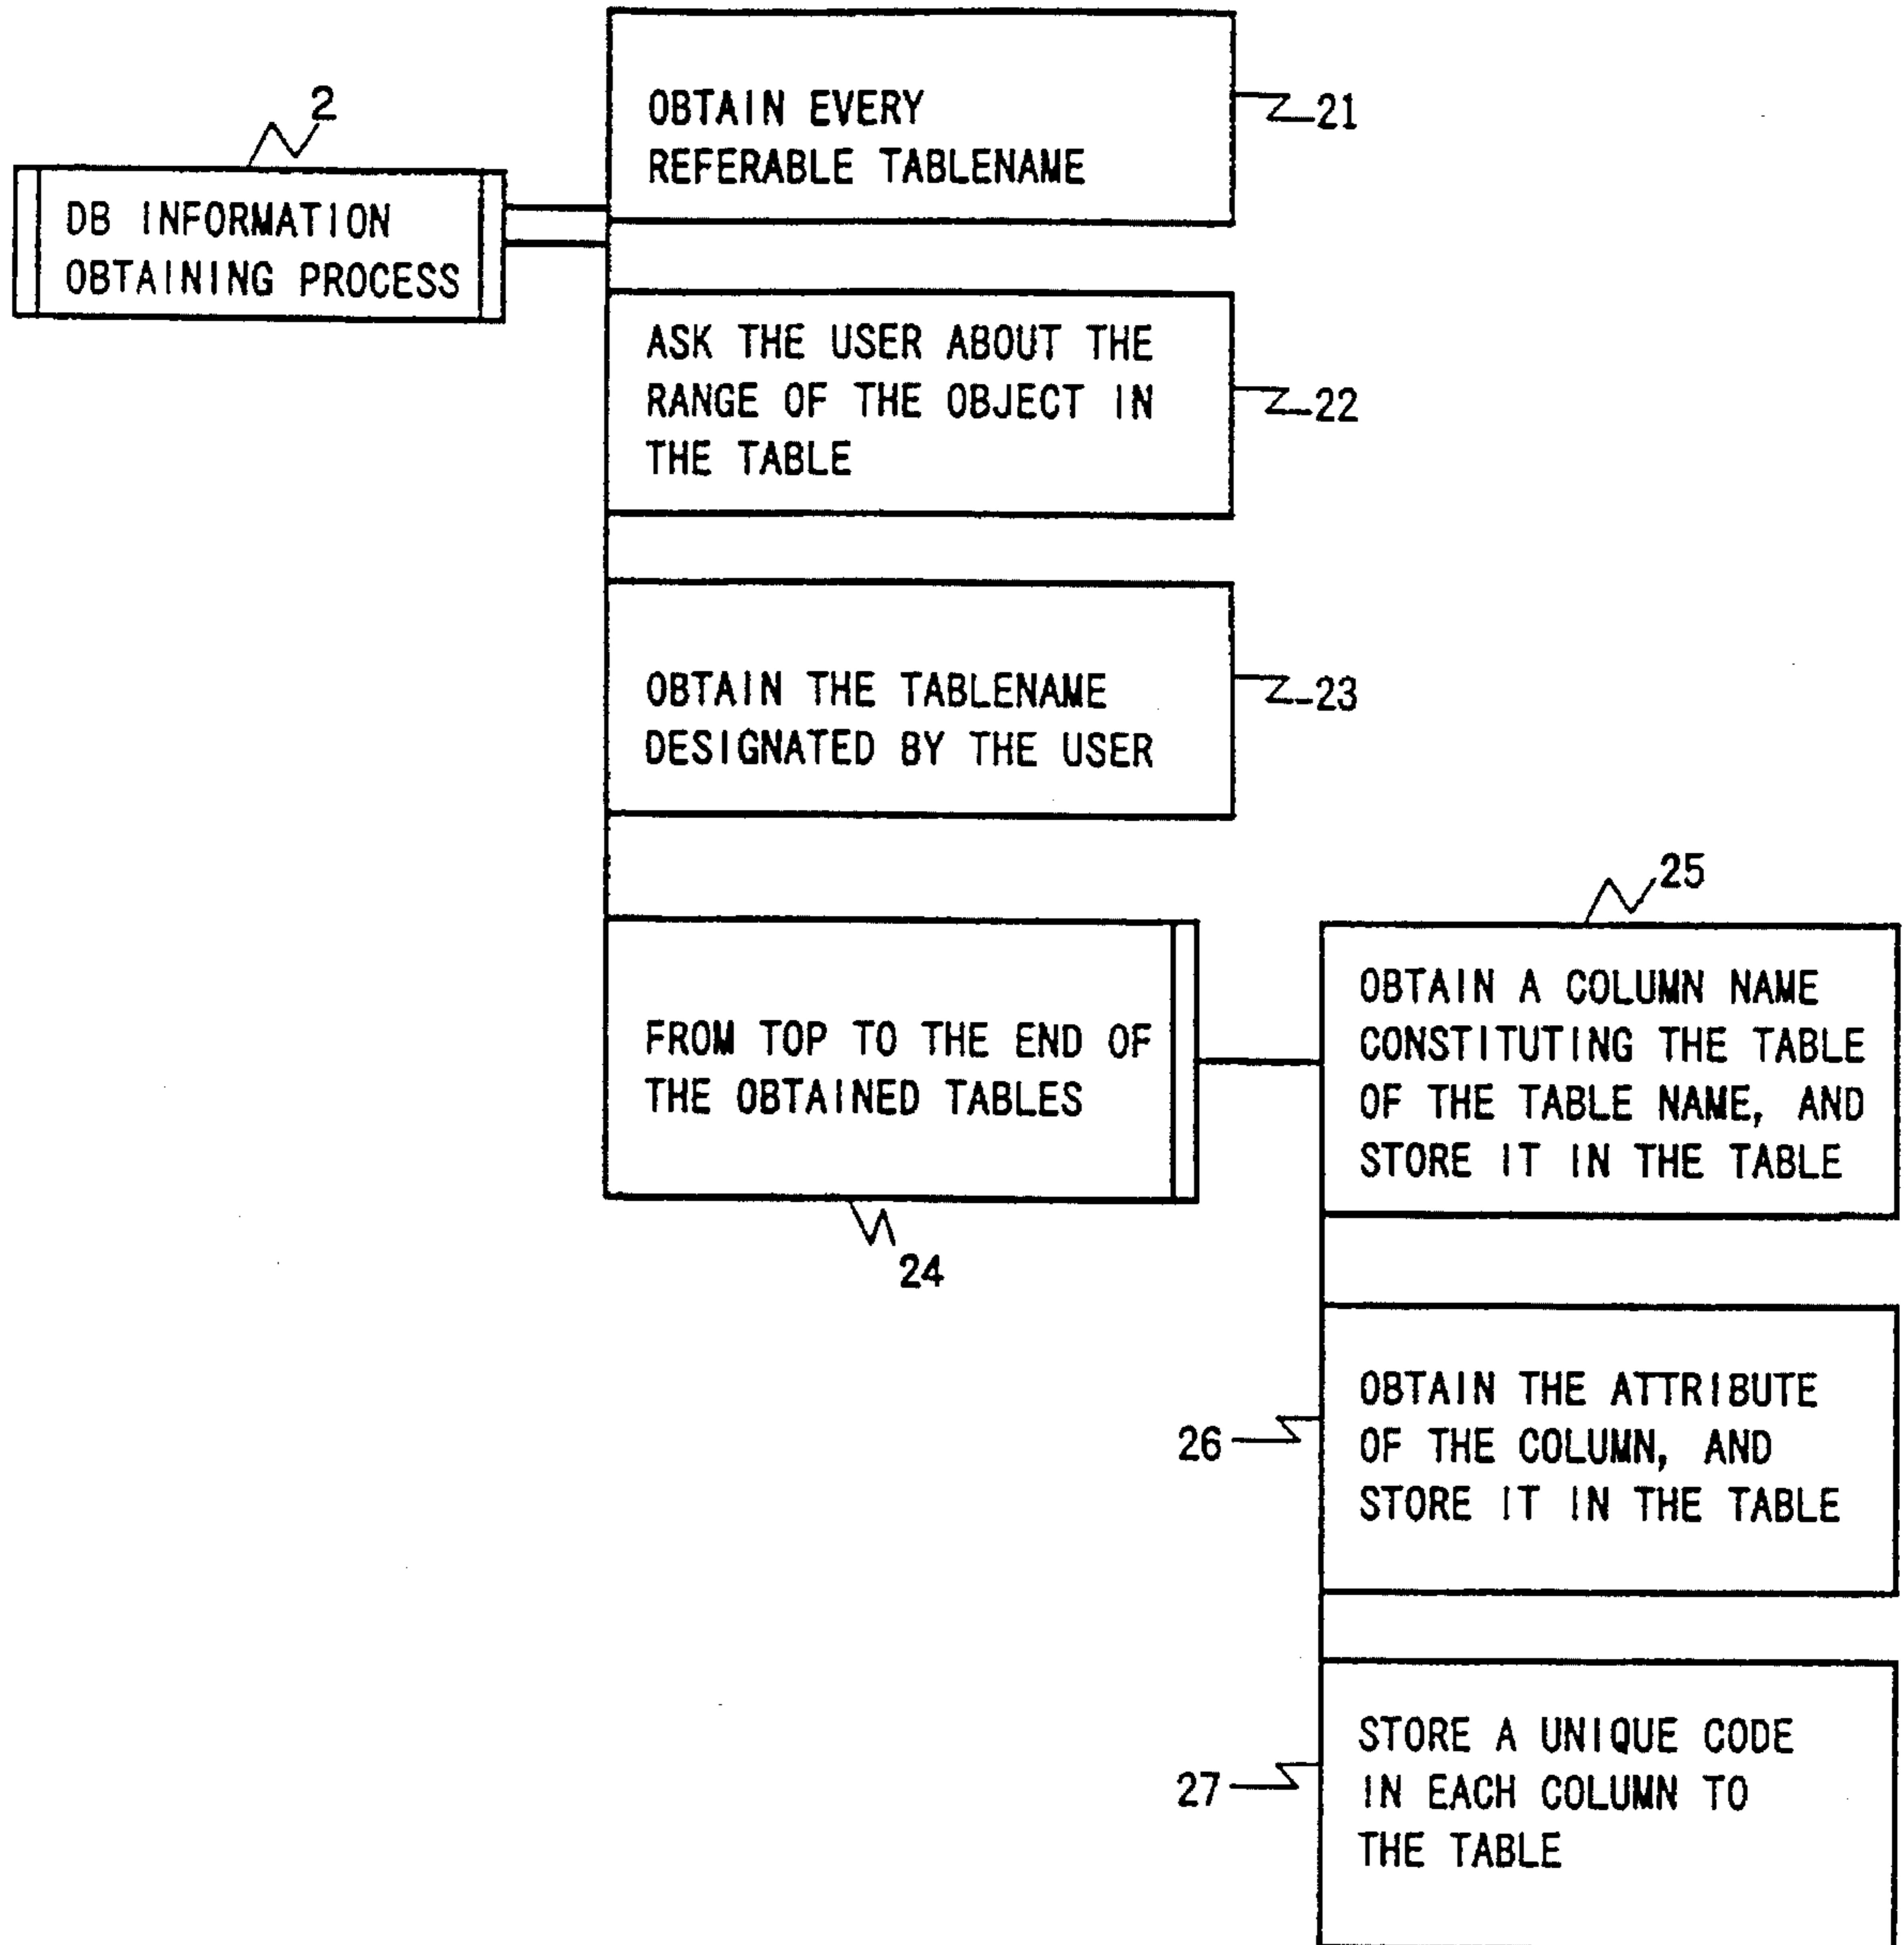 2
DB INFORMATION
OBTAINING PROCESS
OBTAIN EVERY
REFERABLE TABLENAME
21
ASK THE USER ABOUT THE
RANGE OF THE OBJECT IN
THE TABLE
22
OBTAIN THE TABLENAME
DESIGNATED BY THE USER
23
FROM TOP TO THE END OF
THE OBTAINED TABLES
24
25
OBTAIN A COLUMN NAME
CONSTITUTING THE TABLE
OF THE TABLE NAME, AND
STORE IT IN THE TABLE
26
OBTAIN THE ATTRIBUTE
OF THE COLUMN, AND
STORE IT IN THE TABLE
27
STORE A UNIQUE CODE
IN EACH COLUMN TO
THE TABLE